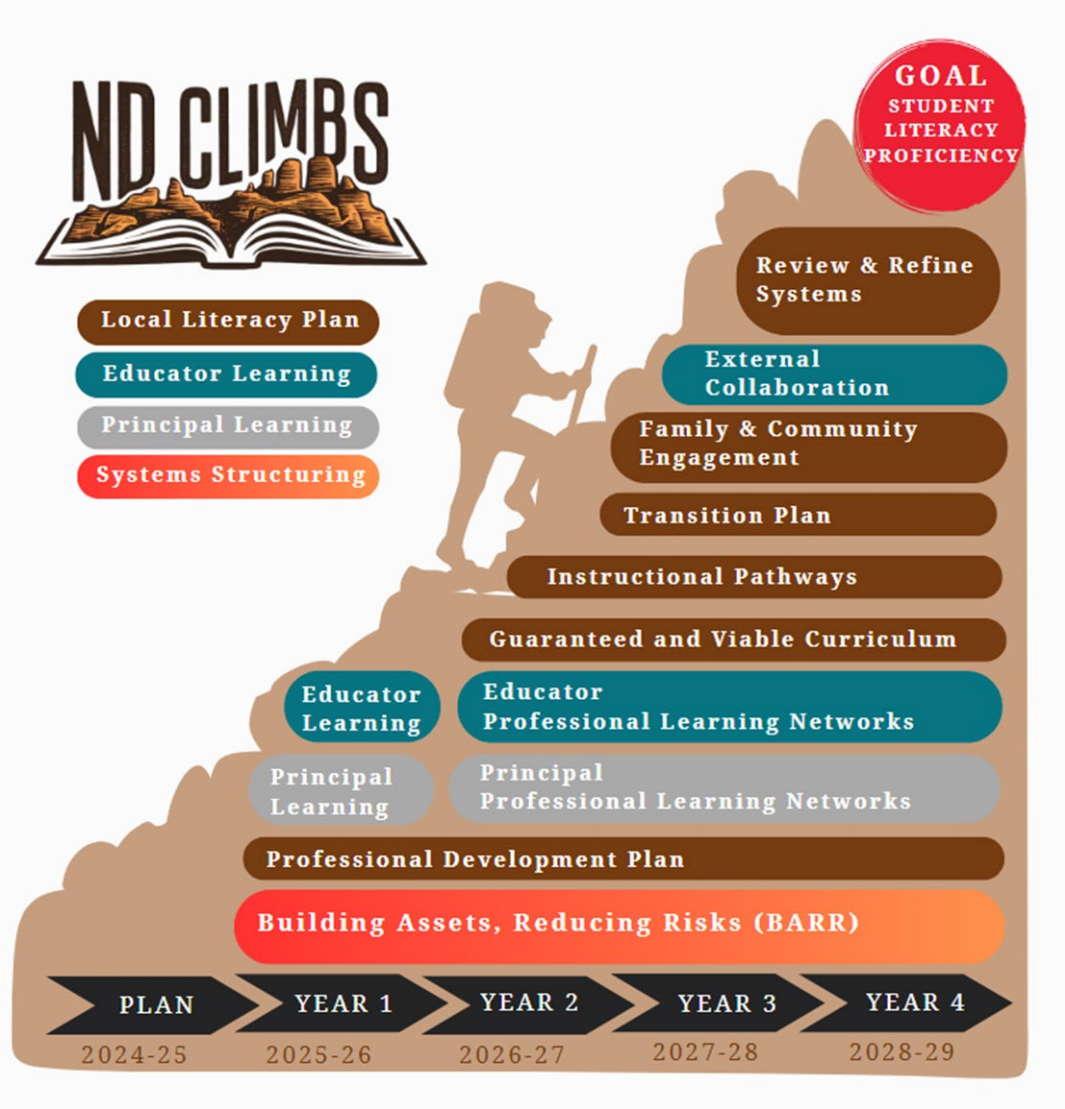 ND CLIMBS
GOAL
STUDENT
LITERACY
PROFICIENCY
Local Literacy Plan
Educator Learning
Principal Learning
Systems Structuring
Review & Refine
Systems
External
Collaboration
Family & Community
Engagement
Transition Plan
Instructional Pathways
Guaranteed and Viable Curriculum
Educator
Learning
Educator
Professional Learning Networks
Principal
Learning
Principal
Professional Learning Networks
Professional Development Plan
Building Assets, Reducing Risks (BARR)
PLAN
YEAR 1
YEAR 2
YEAR 3
YEAR 4
2024-25
2025-26
2026-27
2027-28
2028-29